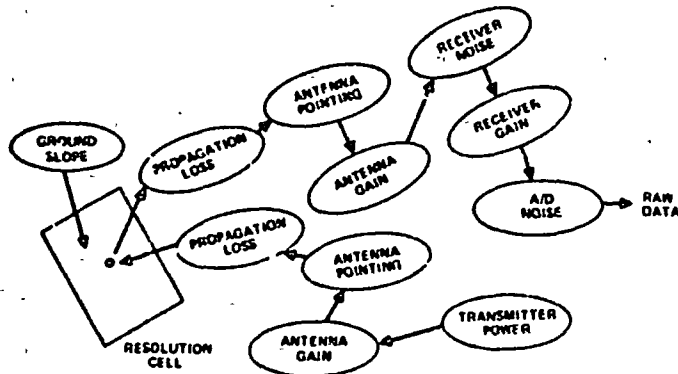 RECEIVER
NOISE
ANTENNA
POINTING
RECEIVER
GAIN
GROUND
SLOPE
PROPAGATION
LOSS
ANTENNA
GAIN
A/D
NOISE
RAW
DATA
PROPAGATION
LOSS
ANTENNA
POINTING
TRANSMITTER
POWER
ANTENNA
GAIN
RESOLUTION
CELL